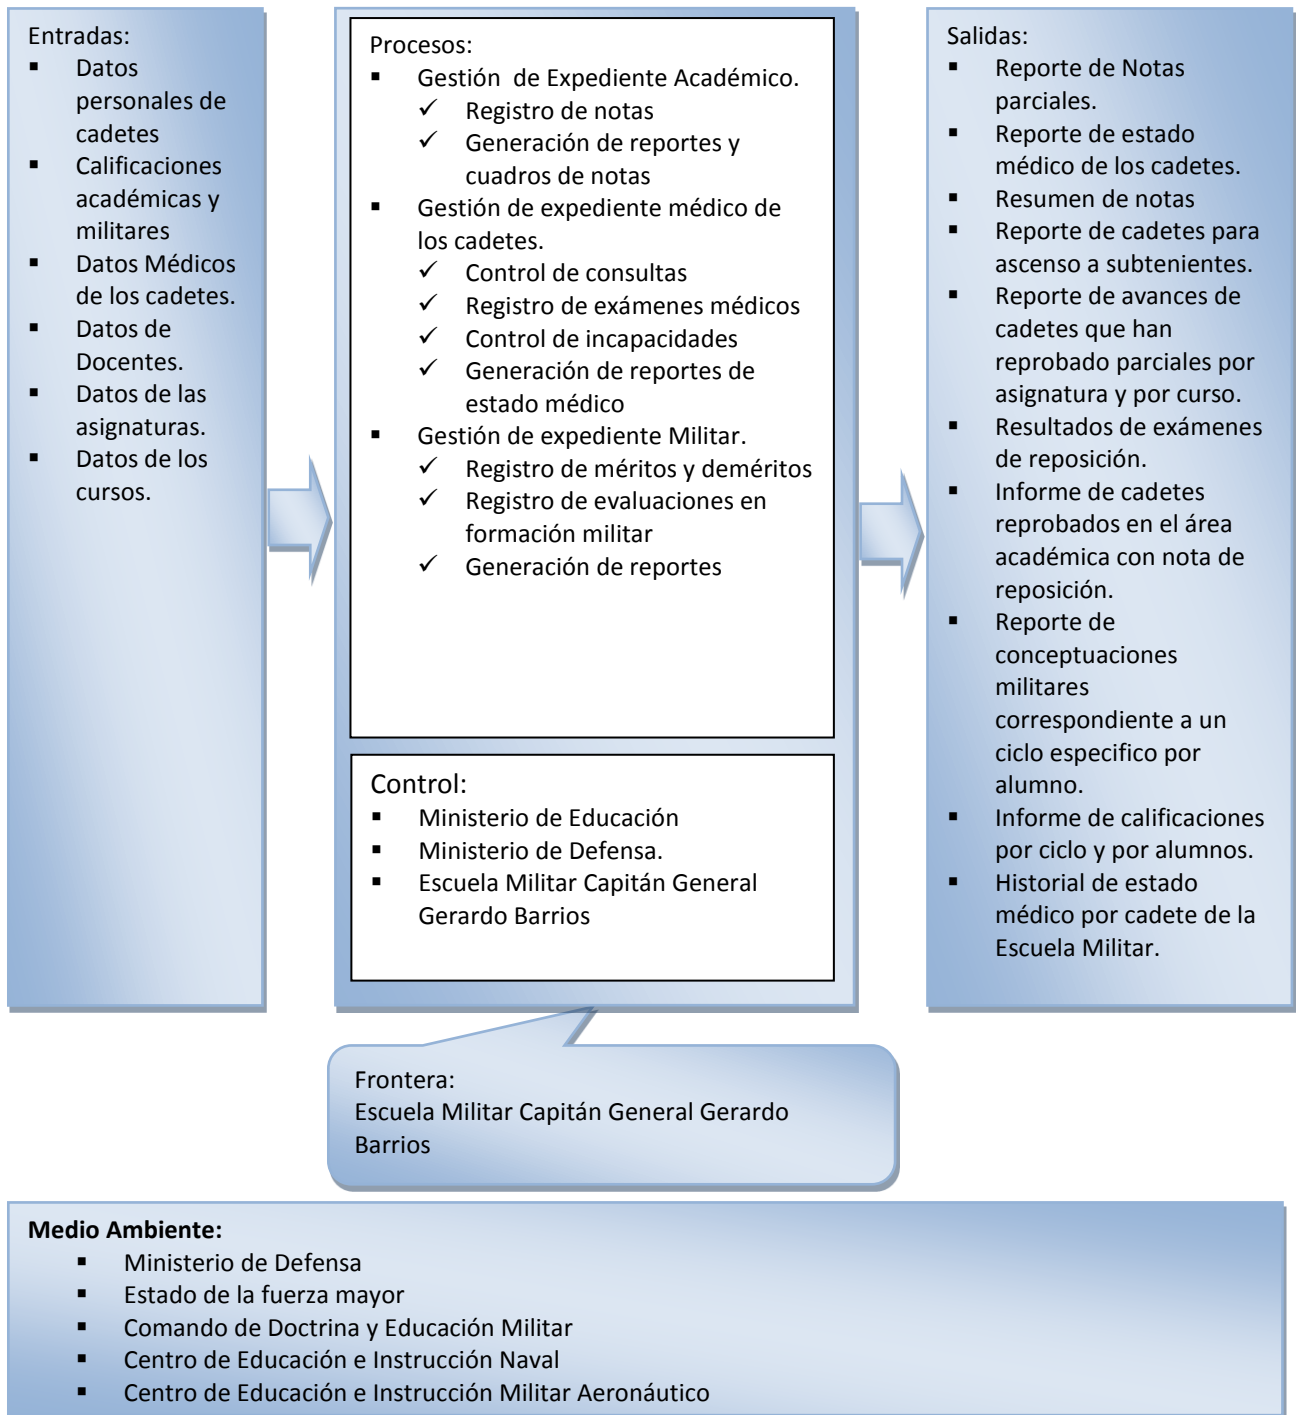 Entradas:
▪ Datos
personales de
cadetes
▪ Calificaciones
académicas y
militares
▪ Datos Médicos
de los cadetes.
▪ Datos de
Docentes.
▪ Datos de las
asignaturas.
▪ Datos de los
cursos.
Procesos:
▪ Gestión de Expediente Académico.
✓ Registro de notas
✓ Generación de reportes y
cuadros de notas
▪ Gestión de expediente médico de
los cadetes.
✓ Control de consultas
✓ Registro de exámenes médicos
✓ Control de incapacidades
✓ Generación de reportes de
estado médico
▪ Gestión de expediente Militar.
✓ Registro de méritos y deméritos
✓ Registro de evaluaciones en
formación militar
✓ Generación de reportes
Control:
▪ Ministerio de Educación
▪ Ministerio de Defensa.
▪ Escuela Militar Capitán General
Gerardo Barrios
Salidas:
▪ Reporte de Notas
parciales.
▪ Reporte de estado
médico de los cadetes.
▪ Resumen de notas
▪ Reporte de cadetes para
ascenso a subtenientes.
▪ Reporte de avances de
cadetes que han
reprobado parciales por
asignatura y por curso.
▪ Resultados de exámenes
de reposición.
▪ Informe de cadetes
reprobados en el área
académica con nota de
reposición.
▪ Reporte de
conceptuaciones
militares
correspondiente a un
ciclo especifico por
alumno.
▪ Informe de calificaciones
por ciclo y por alumnos.
▪ Historial de estado
médico por cadete de la
Escuela Militar.
Frontera:
Escuela Militar Capitán General Gerardo
Barrios
Medio Ambiente:
▪ Ministerio de Defensa
▪ Estado de la fuerza mayor
▪ Comando de Doctrina y Educación Militar
▪ Centro de Educación e Instrucción Naval
▪ Centro de Educación e Instrucción Militar Aeronáutico